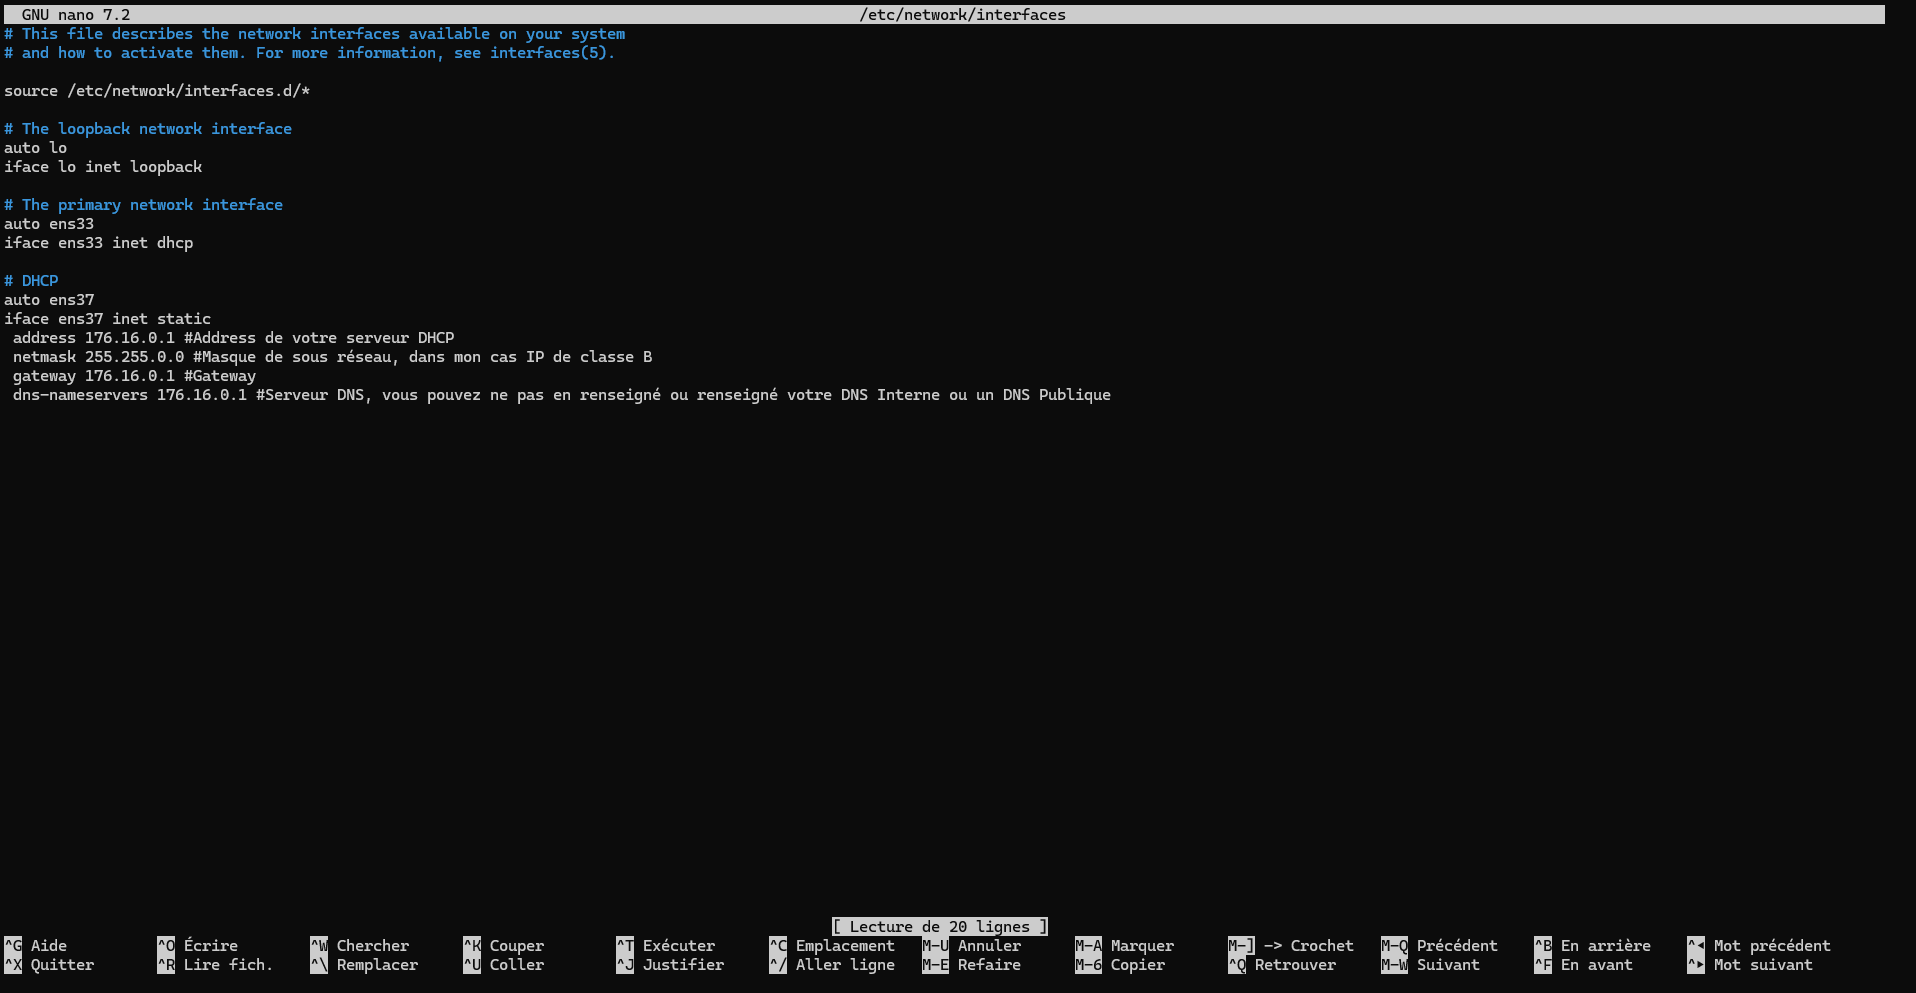 GNU nano 7.2 /etc/network/interfaces
# This file describes the network interfaces available on your system
# and how to activate them. For more information, see interfaces(5).
source /etc/network/interfaces.d/*
# The loopback network interface
auto lo
iface lo inet loopback
# The primary network interface
auto ens33
iface ens33 inet dhcp
# DHCP
auto ens37
iface ens37 inet static
address 176.16.0.1 #Address de votre serveur DHCP
netmask 255.255.0.0 #Masque de sous réseau, dans mon cas IP de classe B
gateway 176.16.0.1 #Gateway
dns-nameservers 176.16.0.1 #Serveur DNS, vous pouvez ne pas en renseigné ou renseigné votre DNS Interne ou un DNS Publique
[ Lecture de 20 lignes ]
^G Aide ^O Écrire ^W Chercher ^K Couper ^T Exécuter ^C Emplacement M-U Annuler M-A Marquer M-] -> Crochet M-Q Précédent ^B En arrière ^◂ Mot précédent
^X Quitter ^R Lire fich. ^\ Remplacer ^U Coller ^J Justifier ^/ Aller ligne M-E Refaire M-6 Copier ^Q Retrouver M-W Suivant ^F En avant ^▸ Mot suivant